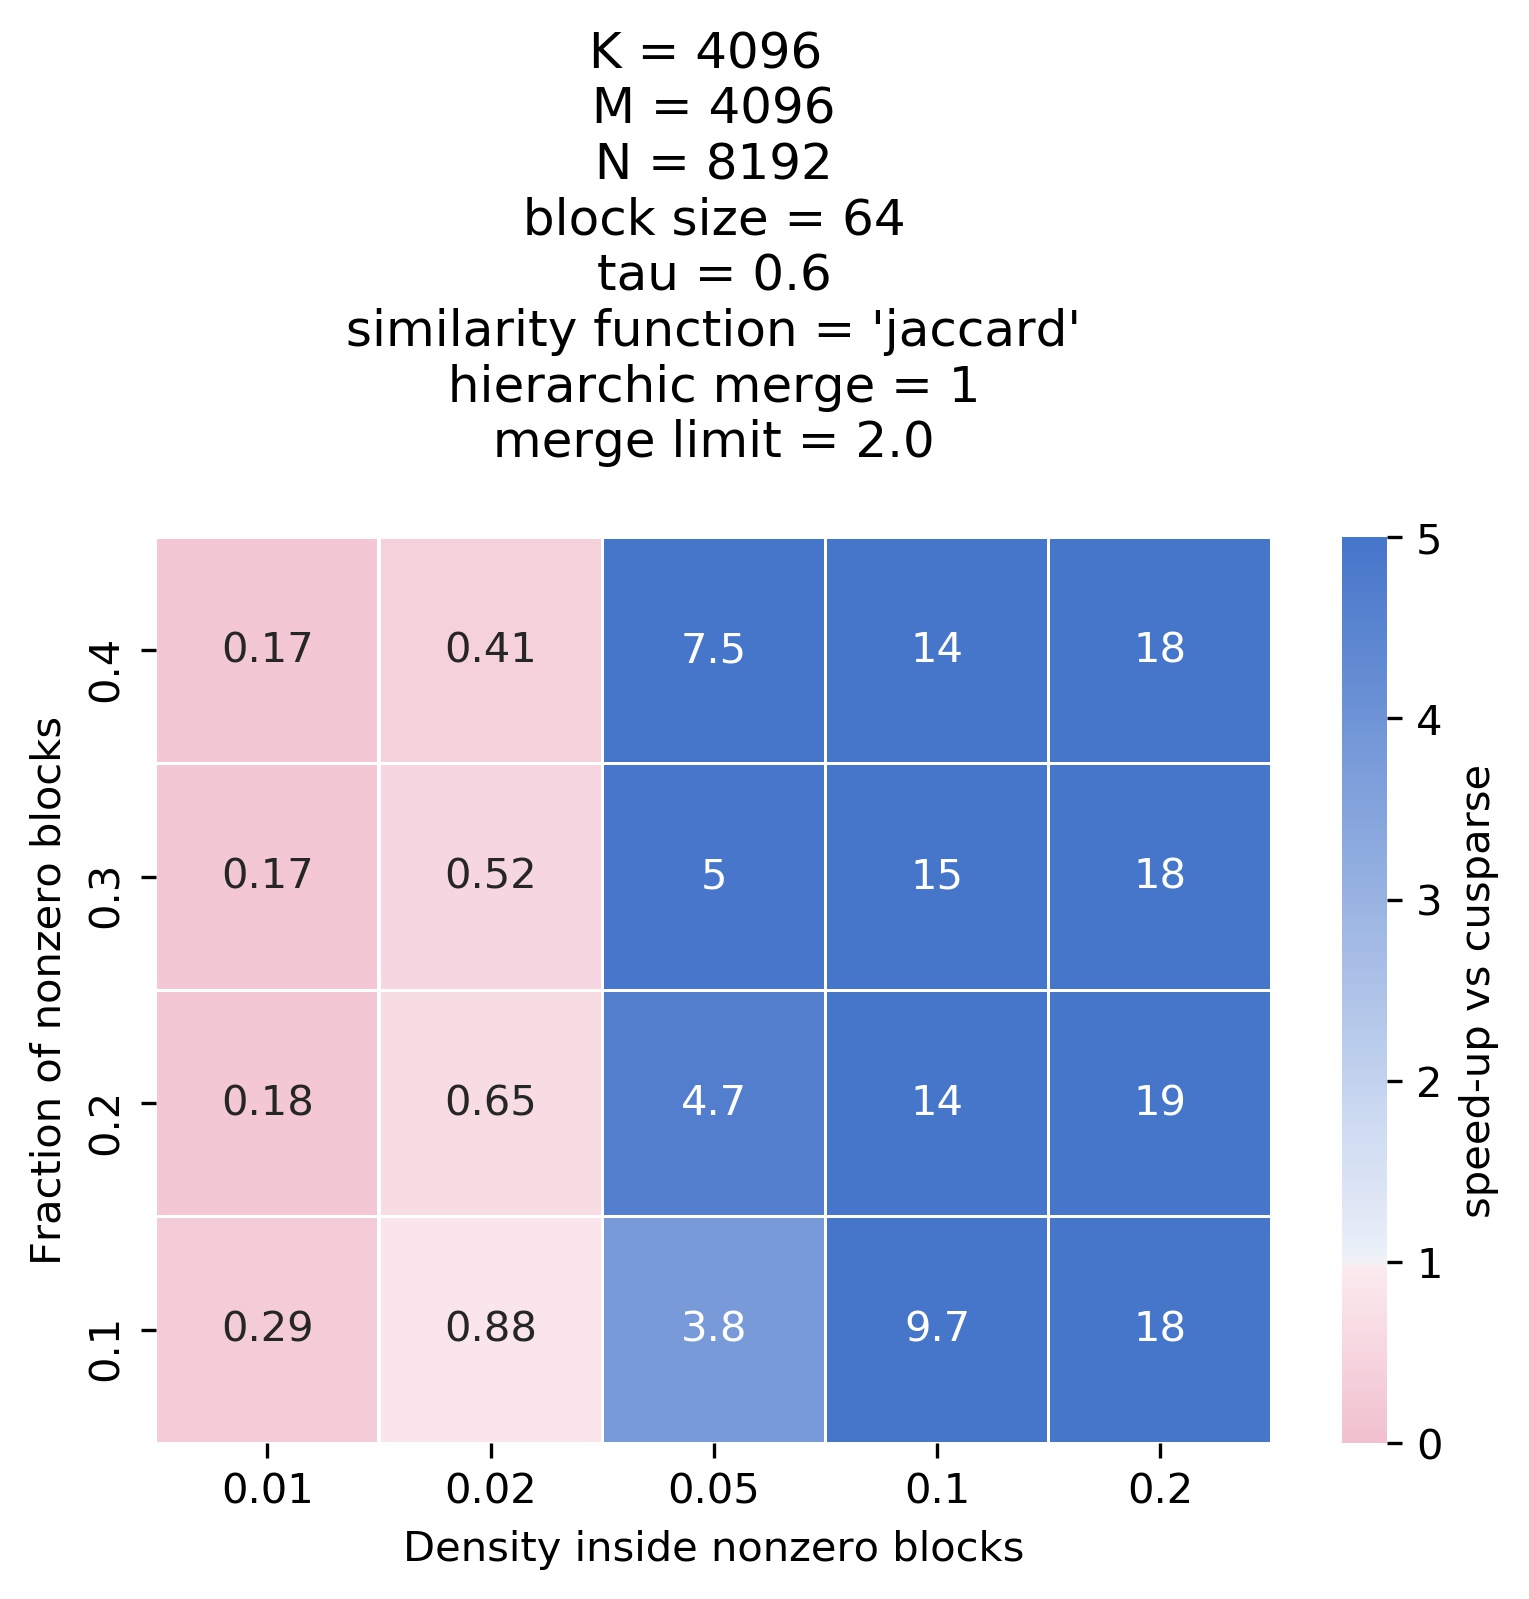 K = 4096
M = 4096
N = 8192
block size = 64
tau = 0.6
similarity function = 'jaccard'
hierarchic merge = 1
merge limit = 2.0
Fraction of nonzero blocks
0.4
0.17 0.41 7.5 14 18
0.3
0.17 0.52 5 15 18
0.2
0.18 0.65 4.7 14 19
0.1
0.29 0.88 3.8 9.7 18
0.01 0.02 0.05 0.1 0.2
Density inside nonzero blocks
5
4
3
2
1
0
speed-up vs cusparse